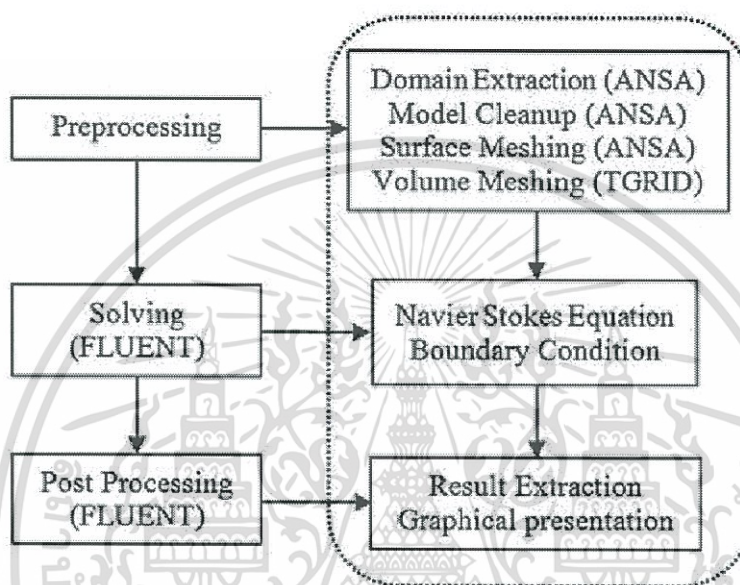 Preprocessing
Domain Extraction (ANSA)
Model Cleanup (ANSA)
Surface Meshing (ANSA)
Volume Meshing (TGRID)
Solving
(FLUENT)
Navier Stokes Equation
Boundary Condition
Post Processing
(FLUENT)
Result Extraction
Graphical presentation